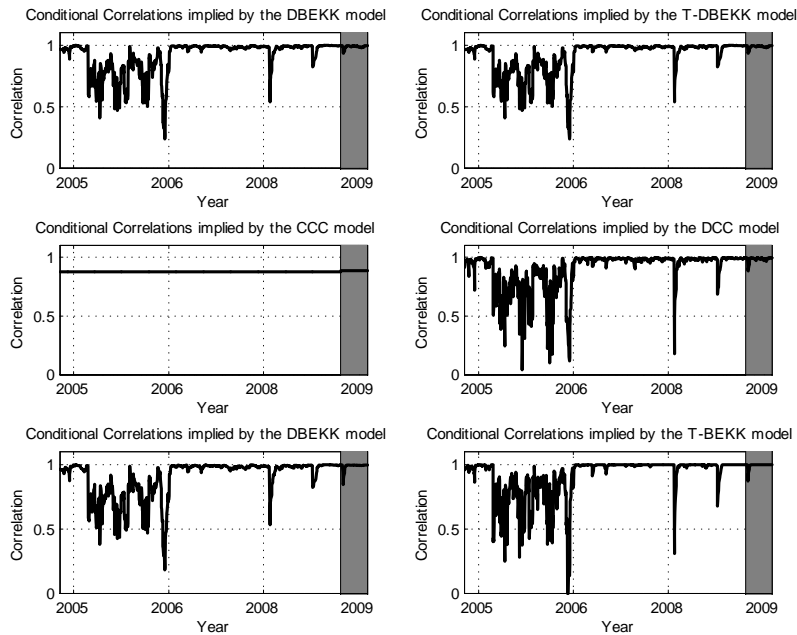 Conditional Correlations implied by the DBEKK model
1
0.5
0
Correlation
2005 2006 2008 2009
Year
Conditional Correlations implied by the T-DBEKK model
1
0.5
0
Correlation
2005 2006 2008 2009
Year
Conditional Correlations implied by the CCC model
1
0.5
0
Correlation
2005 2006 2008 2009
Year
Conditional Correlations implied by the DCC model
1
0.5
0
Correlation
2005 2006 2008 2009
Year
Conditional Correlations implied by the DBEKK model
1
0.5
0
Correlation
2005 2006 2008 2009
Year
Conditional Correlations implied by the T-BEKK model
1
0.5
0
Correlation
2005 2006 2008 2009
Year